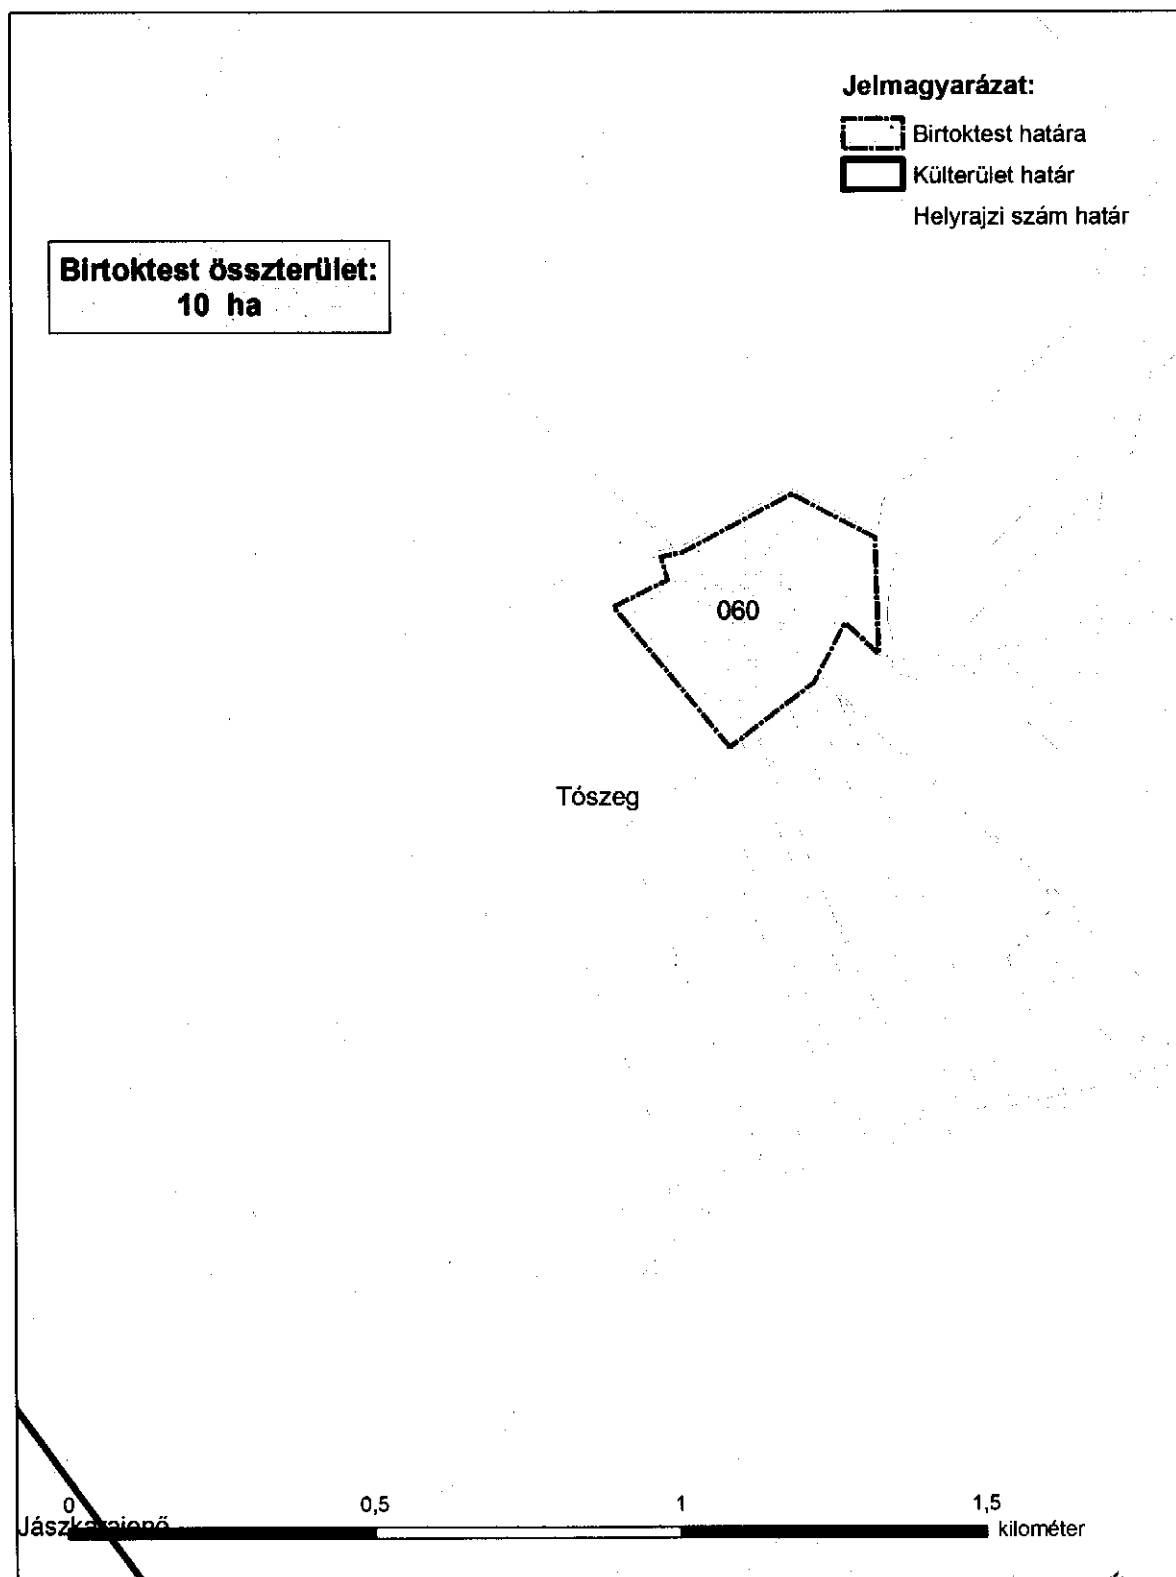 Jelmagyarázat:
Birtoktest határa
Külterület határ
Helyrajzi szám határ
Birtoktest összterület:
10 ha
060
Tószeg
0 0,5 1 1,5
Jászkarajenő
kilométer